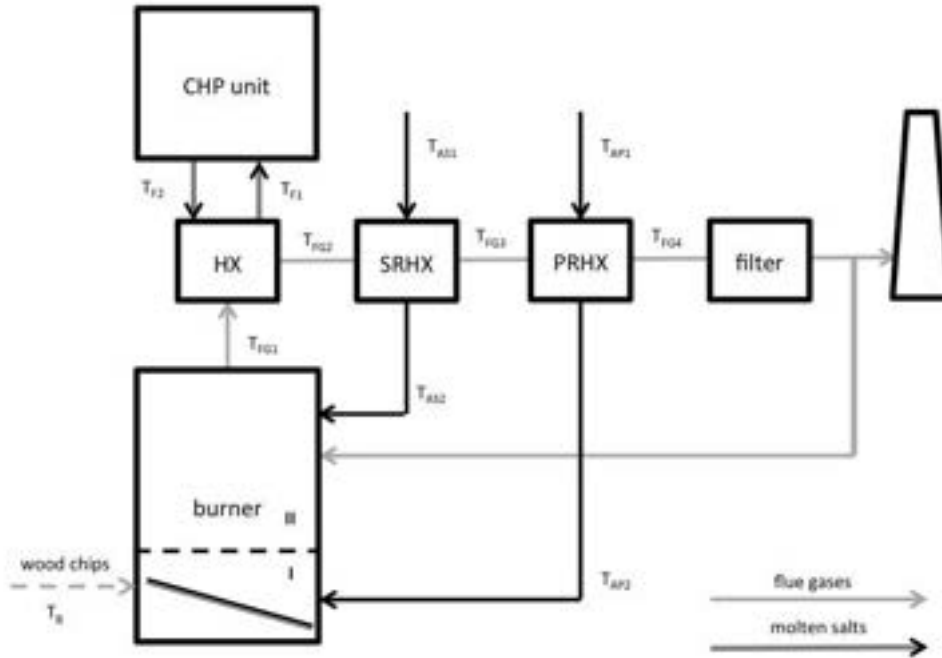 CHP unit
T_AS1
T_AP1
T_F2
T_F1
HX
T_FG2
SRHX
T_FG3
PRHX
T_FG4
filter
T_FG1
T_AS2
burner
II
wood chips
I
T_B
T_AP2
flue gases
molten salts